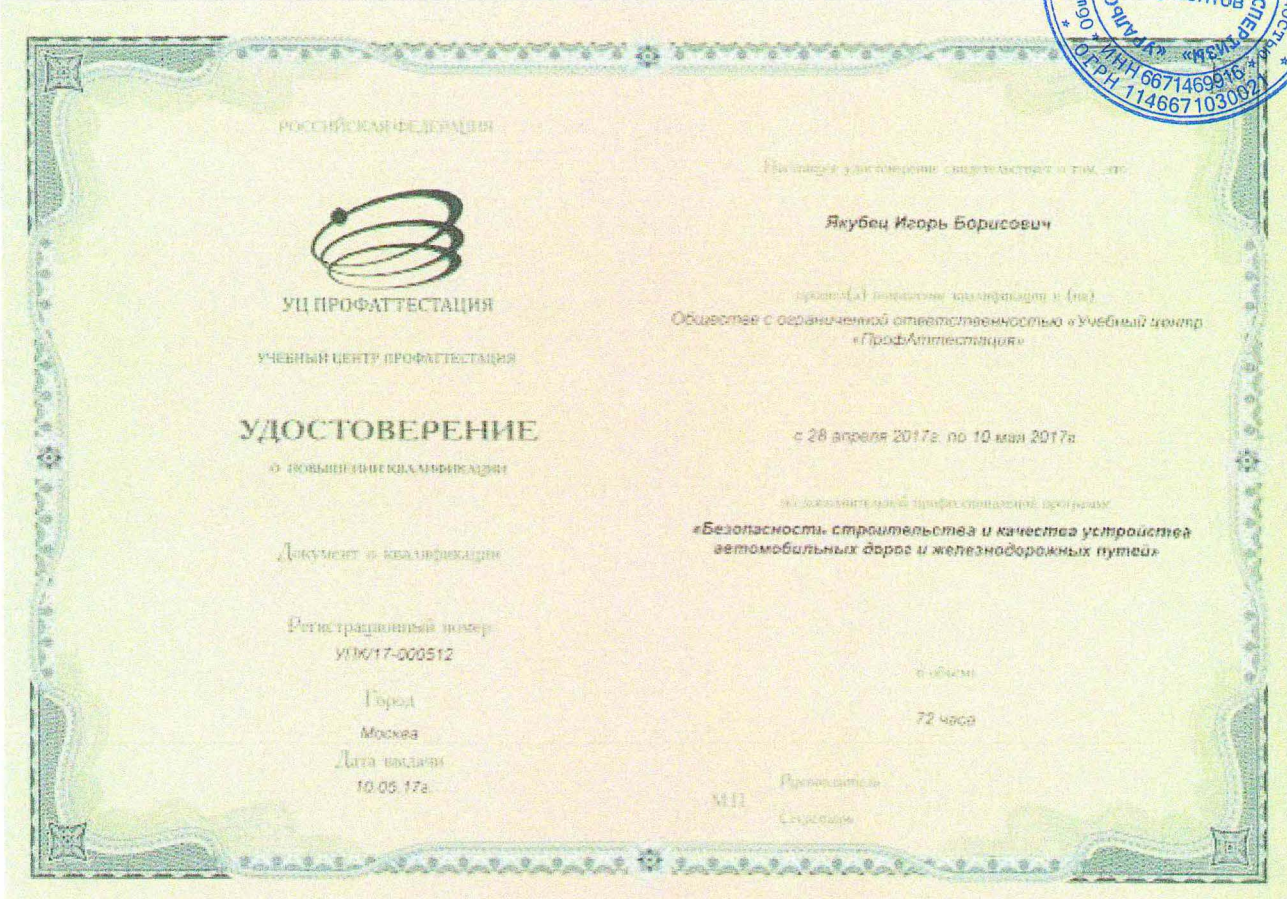 РОССИЙСКАЯ ФЕДЕРАЦИЯ
УЦ ПРОФАТТЕСТАЦИЯ
УЧЕБНЫЙ ЦЕНТР ПРОФАТТЕСТАЦИЯ
УДОСТОВЕРЕНИЕ
О ПОВЫШЕНИИ КВАЛИФИКАЦИИ
Документ о квалификации
Регистрационный номер
УПК/17-000512
Город
Москва
Дата выдачи
10.05.17г.
Настоящее удостоверение свидетельствует о том, что
Якубец Игорь Борисович
прошел(а) повышение квалификации в (на)
Обществе с ограниченной ответственностью «Учебный центр
«ПрофАттестация»
с 28 апреля 2017г. по 10 мая 2017г.
по дополнительной профессиональной программе
«Безопасность строительства и качества устройства
автомобильных дорог и железнодорожных путей»
в объеме
72 часа
М.П.
Руководитель
Секретарь
* ИНН 6671469916 *
* ОГРН 1146671030021